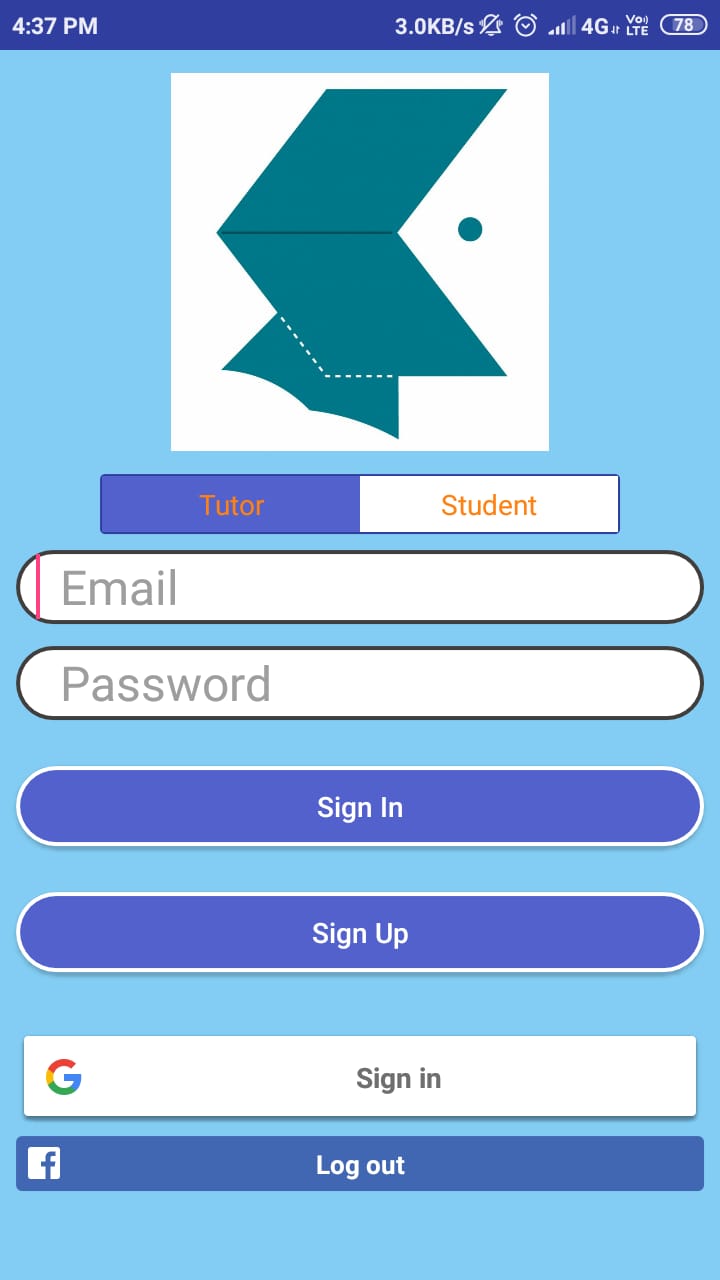 4:37 PM 3.0KB/s 4G Vo) LTE 78
Tutor Student
Email
Password
Sign In
Sign Up
G Sign in
f Log out